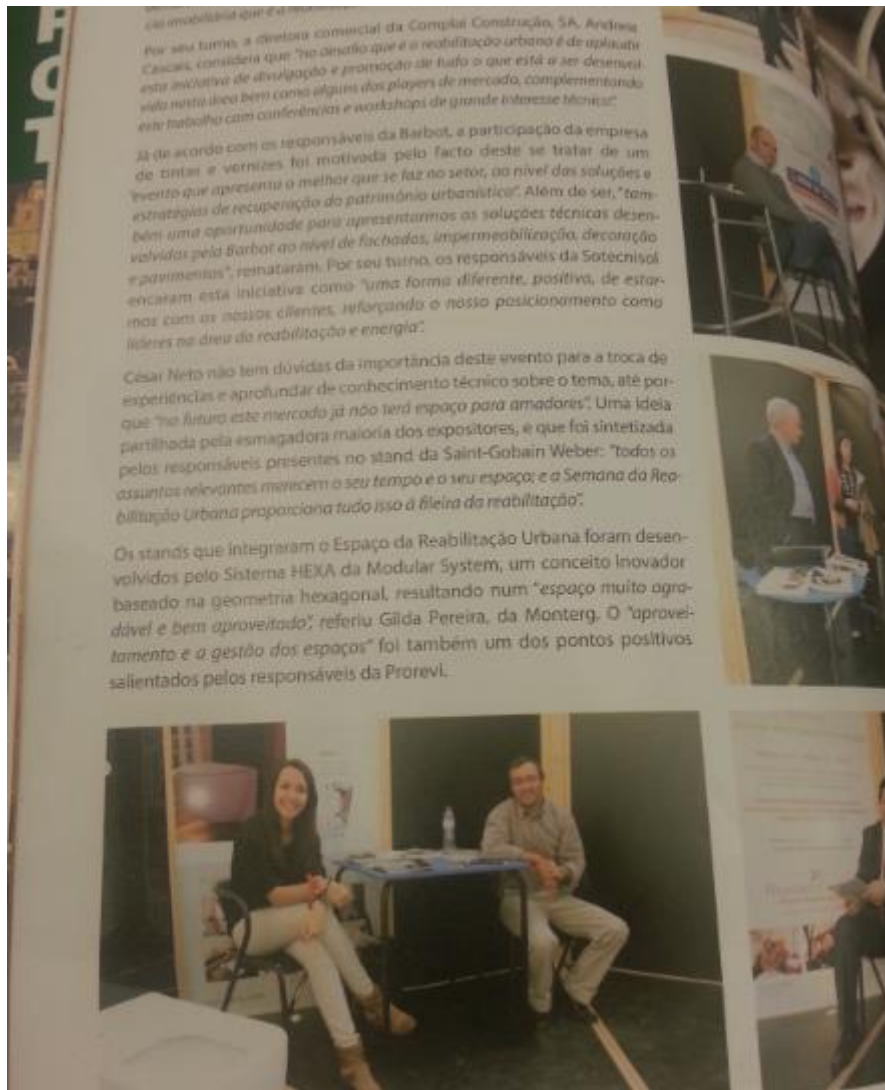 ção imobiliária que é a
Por seu turno, a diretora comercial da Complui Construção, SA, Andreia
Cascais, considera que "no desafio que é a reabilitação urbana é de aplaudir
esta iniciativa de divulgação e promoção de tudo o que está a ser desenvol-
vido nesta área bem como alguns dos players de mercado, complementando
este trabalho com conferências e workshops de grande interesse técnico".
Já de acordo com os responsáveis da Barbot, a participação da empresa
de tintas e vernizes foi motivada pelo facto deste se tratar de um
"evento que apresenta o melhor que se faz no setor, ao nível das soluções e
estratégias de recuperação do património urbanístico". Além de ser, "tam-
bém uma oportunidade para apresentarmos as soluções técnicas desen-
volvidas pela Barbot ao nível de fachadas, impermeabilização, decoração
e pavimentos", remataram. Por seu turno, os responsáveis da Sotecnisol
encaram esta iniciativa como "uma forma diferente, positiva, de estar-
mos com os nossos clientes, reforçando o nosso posicionamento como
líderes na área da reabilitação e energia".
César Neto não tem dúvidas da importância deste evento para a troca de
experiências e aprofundar de conhecimento técnico sobre o tema, até por-
que "no futuro este mercado já não terá espaço para amadores". Uma ideia
partilhada pela esmagadora maioria dos expositores, e que foi sintetizada
pelos responsáveis presentes no stand da Saint-Gobain Weber: "todos os
assuntos relevantes merecem o seu tempo e o seu espaço; e a Semana da Rea-
bilitação Urbana proporciona tudo isso à fileira da reabilitação".
Os stands que integraram o Espaço da Reabilitação Urbana foram desen-
volvidos pelo Sistema HEXA da Modular System, um conceito inovador
baseado na geometria hexagonal, resultando num "espaço muito agra-
dável e bem aproveitado", referiu Gilda Pereira, da Monterg. O "aprovei-
tamento e a gestão dos espaços" foi também um dos pontos positivos
salientados pelos responsáveis da Prorevi.